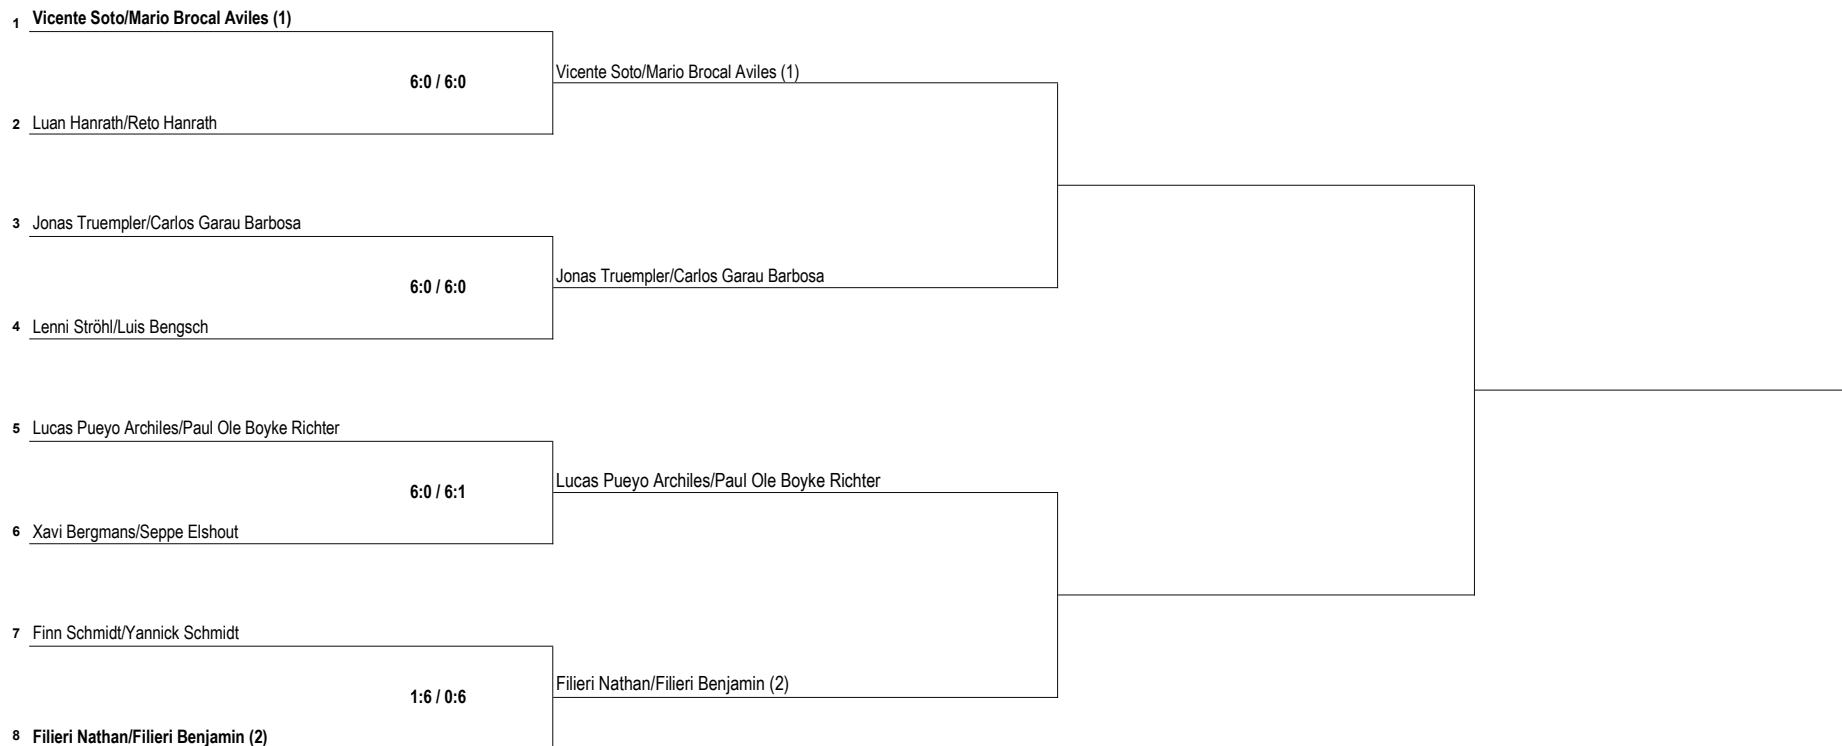 1 Vicente Soto/Mario Brocal Aviles (1)
6:0 / 6:0
Vicente Soto/Mario Brocal Aviles (1)
2 Luan Hanrath/Reto Hanrath
3 Jonas Truempler/Carlos Garau Barbosa
6:0 / 6:0
Jonas Truempler/Carlos Garau Barbosa
4 Lenni Ströhl/Luis Bengsch
5 Lucas Pueyo Archiles/Paul Ole Boyke Richter
6:0 / 6:1
Lucas Pueyo Archiles/Paul Ole Boyke Richter
6 Xavi Bergmans/Seppe Elshout
7 Finn Schmidt/Yannick Schmidt
1:6 / 0:6
Filieri Nathan/Filieri Benjamin (2)
8 Filieri Nathan/Filieri Benjamin (2)